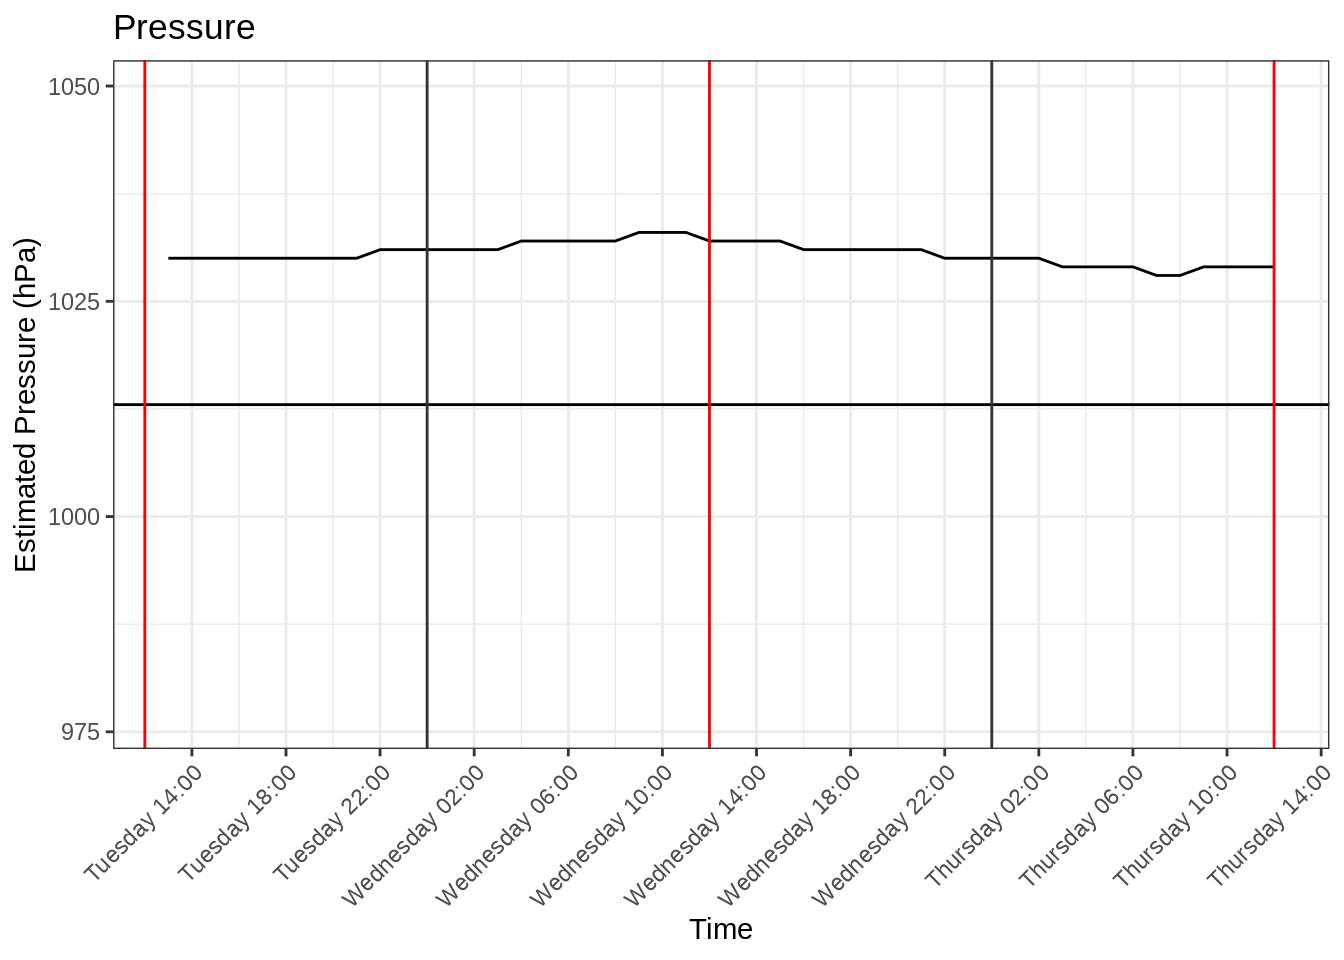 Pressure
1050
1025
1000
975
Estimated Pressure (hPa)
Tuesday 14:00
Tuesday 18:00
Tuesday 22:00
Wednesday 02:00
Wednesday 06:00
Wednesday 10:00
Wednesday 14:00
Wednesday 18:00
Wednesday 22:00
Thursday 02:00
Thursday 06:00
Thursday 10:00
Thursday 14:00
Time